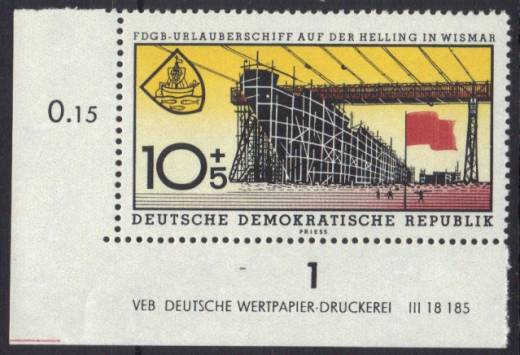 FDGB-URLAUBERSCHIFF AUF DER HELLING IN WISMAR
0.15
10+5
DEUTSCHE DEMOKRATISCHE REPUBLIK
PRIESS
1
VEB DEUTSCHE WERTPAPIER-DRUCKEREI III 18 185